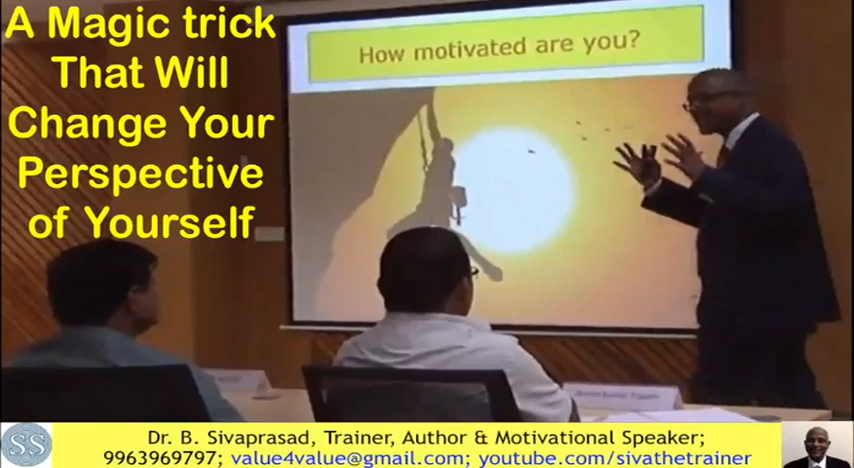 A Magic trick
That Will
Change Your
Perspective
of Yourself
How motivated are you?
SS
Dr. B. Sivaprasad, Trainer, Author & Motivational Speaker;
9963969797; value4value@gmail.com; youtube.com/sivathetrainer